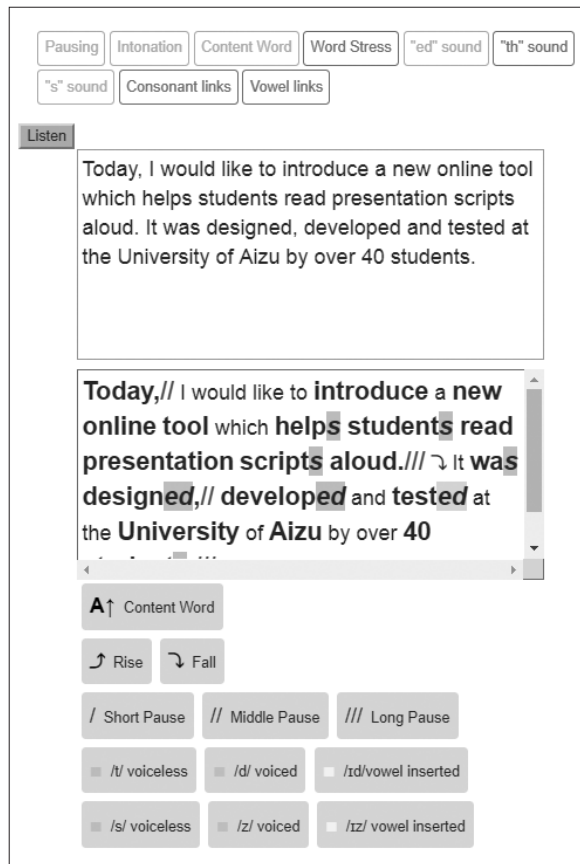 Pausing Intonation Content Word Word Stress "ed" sound "th" sound
"s" sound Consonant links Vowel links
Listen
Today, I would like to introduce a new online tool
which helps students read presentation scripts
aloud. It was designed, developed and tested at
the University of Aizu by over 40 students.
Today,// I would like to introduce a new
online tool which helps students read
presentation scripts aloud./// ⤵ It was
designed,// developed and tested at
the University of Aizu by over 40
A↑ Content Word
⤴ Rise ⤵ Fall
/ Short Pause // Middle Pause /// Long Pause
/t/ voiceless /d/ voiced /ɪd/vowel inserted
/s/ voiceless /z/ voiced /ɪz/ vowel inserted